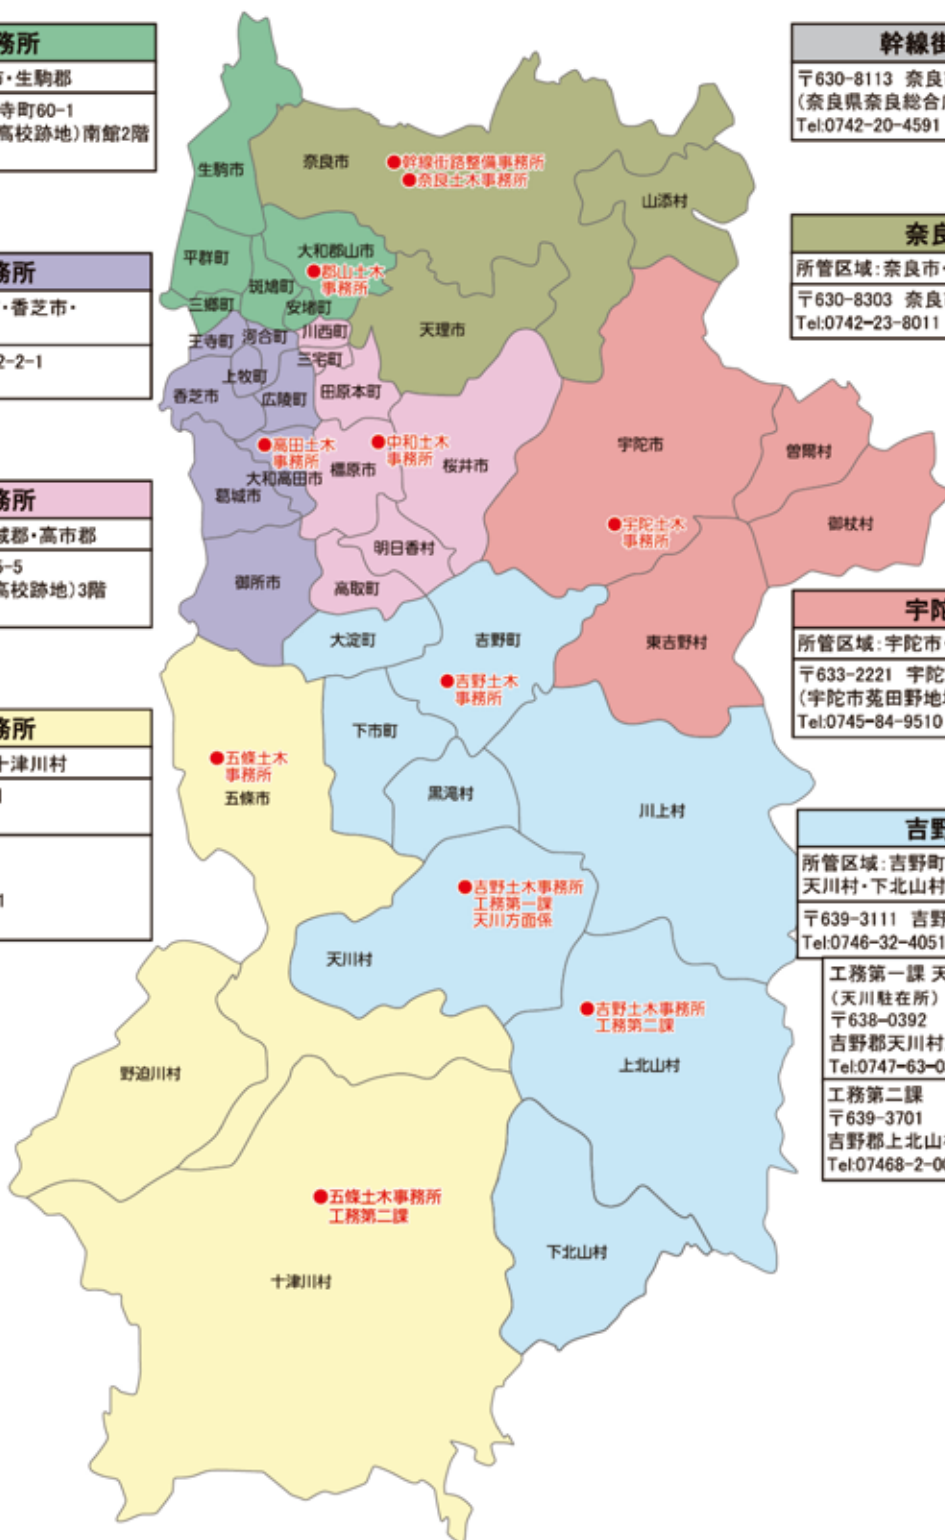 務所
市・生駒郡
寺町60-1
高校跡地)南館2階
務所
・香芝市・
2-2-1
務所
城郡・高市郡
5-5
高校跡地)3階
務所
十津川村
1
1
幹線街
〒630-8113 奈良
(奈良県奈良総合
Tel:0742-20-4591
奈良
所管区域:奈良市・
〒630-8303 奈良
Tel:0742-23-8011
宇陀
所管区域:宇陀市・
〒633-2221 宇陀
(宇陀市菟田野地
Tel:0745-84-9510
吉野
所管区域:吉野町
天川村・下北山村
〒639-3111 吉野
Tel:0746-32-4051
工務第一課 天
(天川駐在所)
〒638-0392
吉野郡天川村
Tel:0747-63-0
工務第二課
〒639-3701
吉野郡上北山
Tel:07468-2-00
生駒市
奈良市
幹線街路整備事務所
奈良土木事務所
山添村
平群町
大和郡山市
郡山土木
事務所
斑鳩町
安堵町
三郷町
天理市
王寺町
河合町
川西町
三宅町
上牧町
香芝市
広陵町
田原本町
高田土木
事務所
大和高田市
葛城市
中和土木
事務所
橿原市
桜井市
宇陀市
曽爾村
御杖村
宇陀土木
事務所
明日香村
御所市
高取町
大淀町
吉野町
東吉野村
吉野土木
事務所
下市町
五條土木
事務所
五條市
黒滝村
川上村
吉野土木事務所
工務第一課
天川方面係
天川村
吉野土木事務所
工務第二課
上北山村
野迫川村
五條土木事務所
工務第二課
下北山村
十津川村